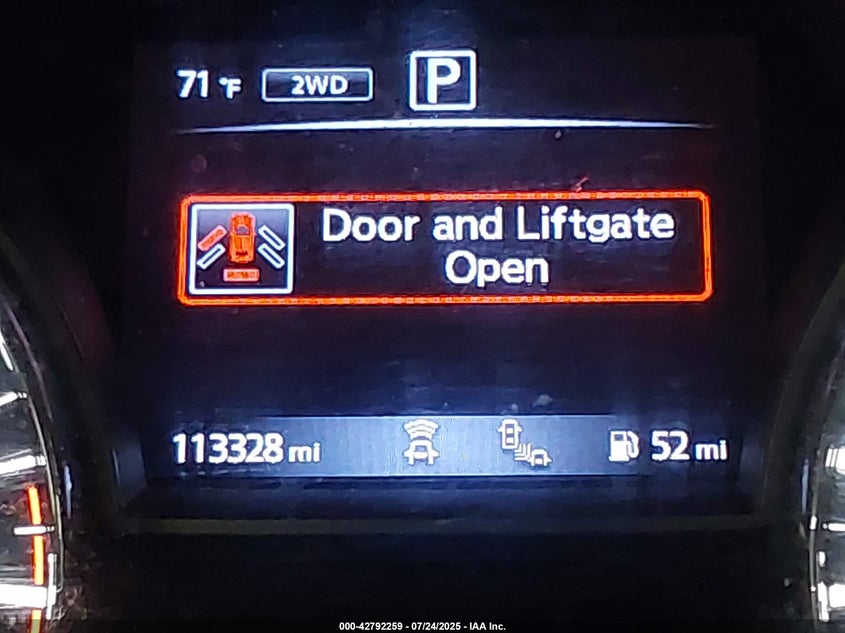 71 °F 2WD P
Door and Liftgate
Open
113328 mi 52 mi
000-42792259 - 07/24/2025 - IAA Inc.